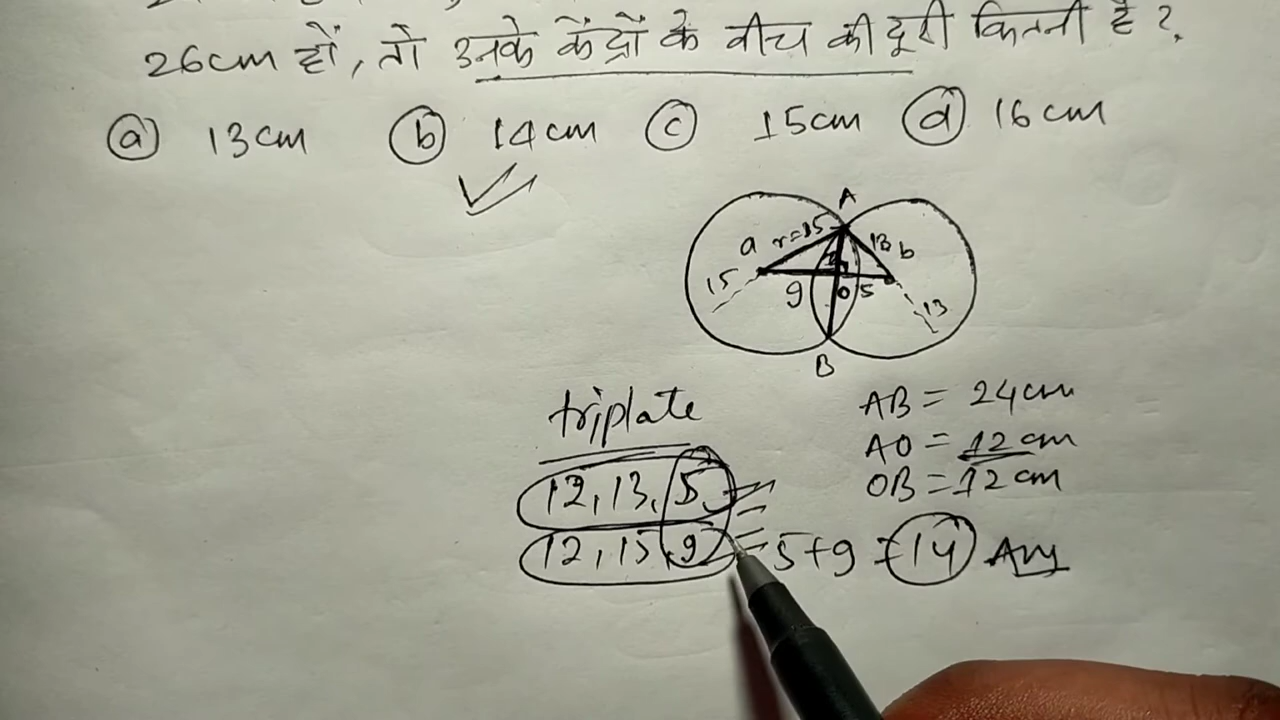 26cm हों, तो उनके केंद्रों के बीच की दूरी कितनी है ?
ⓐ 13cm ⓑ 14cm ⓒ 15cm ⓓ 16cm
A
a r=15 13 b
15 9 O 5 13
B
triplate
12, 13, 5
12, 15, 9 = 5+9 = 14 Ans
AB = 24cm
AO = 12cm
OB = 12cm